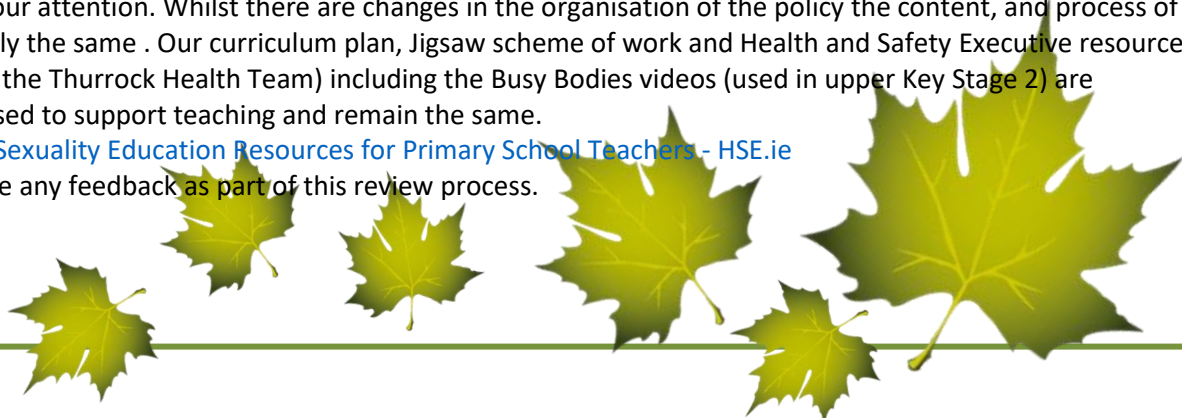 our attention. Whilst there are changes in the organisation of the policy the content, and process of
ly the same . Our curriculum plan, Jigsaw scheme of work and Health and Safety Executive resource
the Thurrock Health Team) including the Busy Bodies videos (used in upper Key Stage 2) are
sed to support teaching and remain the same.
Sexuality Education Resources for Primary School Teachers - HSE.ie
e any feedback as part of this review process.